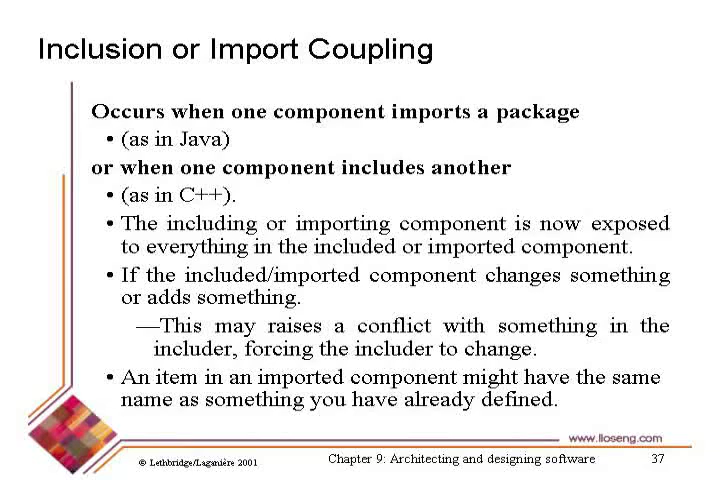 Inclusion or Import Coupling
Occurs when one component imports a package
• (as in Java)
or when one component includes another
• (as in C++).
• The including or importing component is now exposed
to everything in the included or imported component.
• If the included/imported component changes something
or adds something.
—This may raises a conflict with something in the
includer, forcing the includer to change.
• An item in an imported component might have the same
name as something you have already defined.
www.lloseng.com
© Lethbridge/Laganière 2001
Chapter 9: Architecting and designing software
37